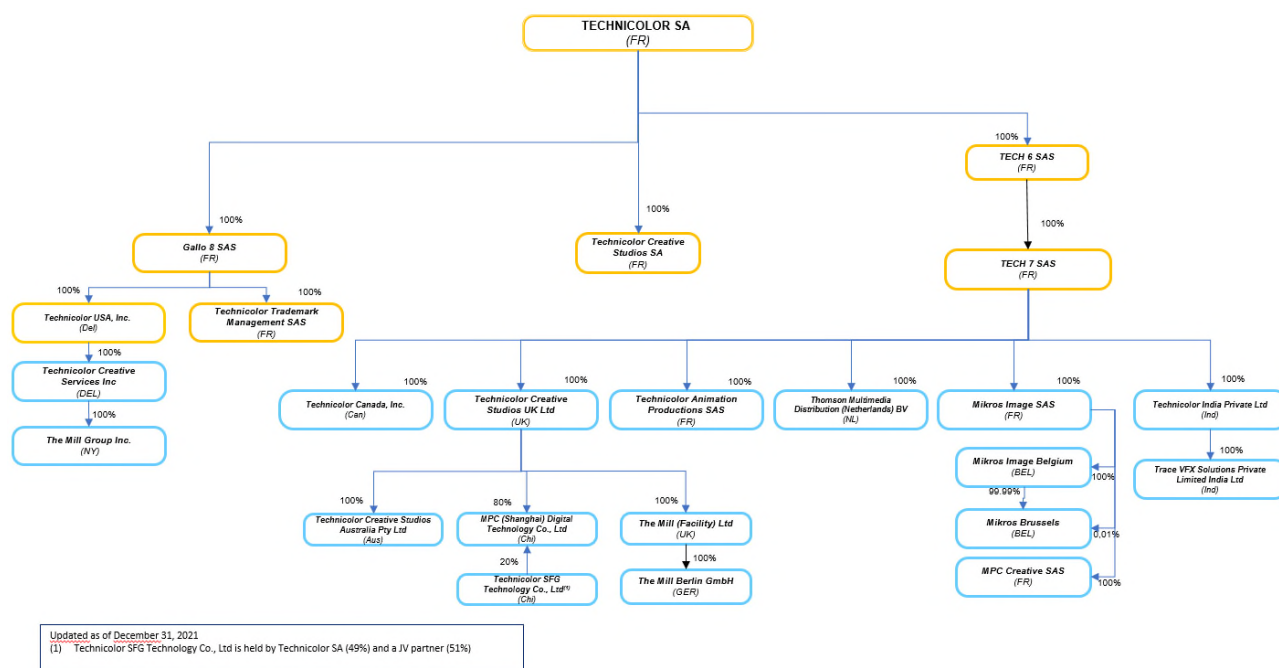 TECHNICOLOR SA
(FR)
100%
TECH 6 SAS
(FR)
100%
100%
100%
Gallo 8 SAS
(FR)
Technicolor Creative
Studios SA
(FR)
TECH 7 SAS
(FR)
100%
100%
Technicolor USA, Inc.
(Del)
Technicolor Trademark
Management SAS
(FR)
100%
Technicolor Creative
Services Inc
(DEL)
100%
The Mill Group Inc.
(NY)
100%
100%
100%
100%
100%
100%
Technicolor Canada, Inc.
(Can)
Technicolor Creative
Studios UK Ltd
(UK)
Technicolor Animation
Productions SAS
(FR)
Thomson Multimedia
Distribution (Netherlands) BV
(NL)
Mikros Image SAS
(FR)
Technicolor India Private Ltd
(Ind)
100%
Trace VFX Solutions Private
Limited India Ltd
(Ind)
Mikros Image Belgium
(BEL)
100%
99.99%
Mikros Brussels
(BEL)
0,01%
MPC Creative SAS
(FR)
100%
100%
80%
100%
Technicolor Creative Studios
Australia Pty Ltd
(Aus)
MPC (Shanghai) Digital
Technology Co., Ltd
(Chi)
The Mill (Facility) Ltd
(UK)
20%
100%
Technicolor SFG
Technology Co., Ltd(1)
(Chi)
The Mill Berlin GmbH
(GER)
Updated as of December 31, 2021
(1) Technicolor SFG Technology Co., Ltd is held by Technicolor SA (49%) and a JV partner (51%)